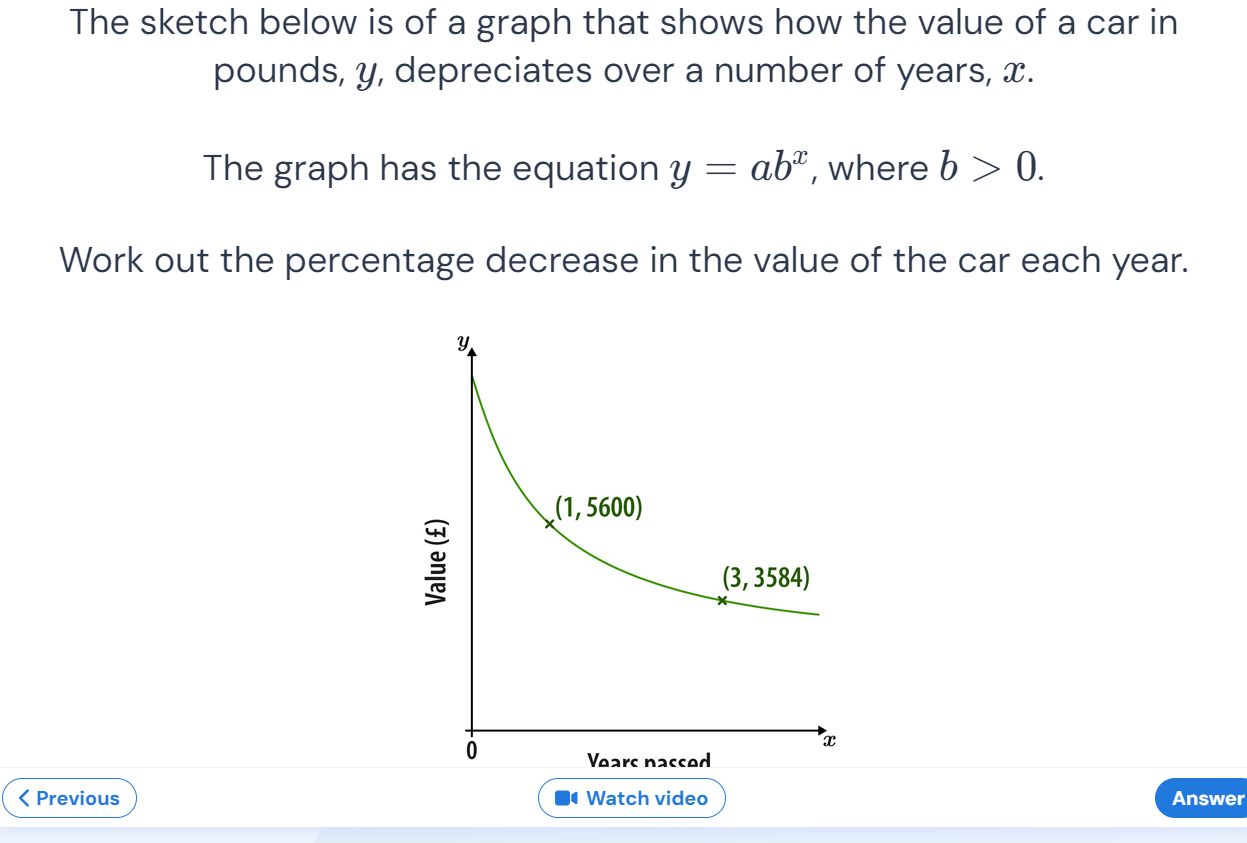 The sketch below is of a graph that shows how the value of a car in
pounds, y, depreciates over a number of years, x.
The graph has the equation y = abˣ, where b > 0.
Work out the percentage decrease in the value of the car each year.
y
(1, 5600)
(3, 3584)
Value (£)
0
x
Years passed
Previous
Watch video
Answer